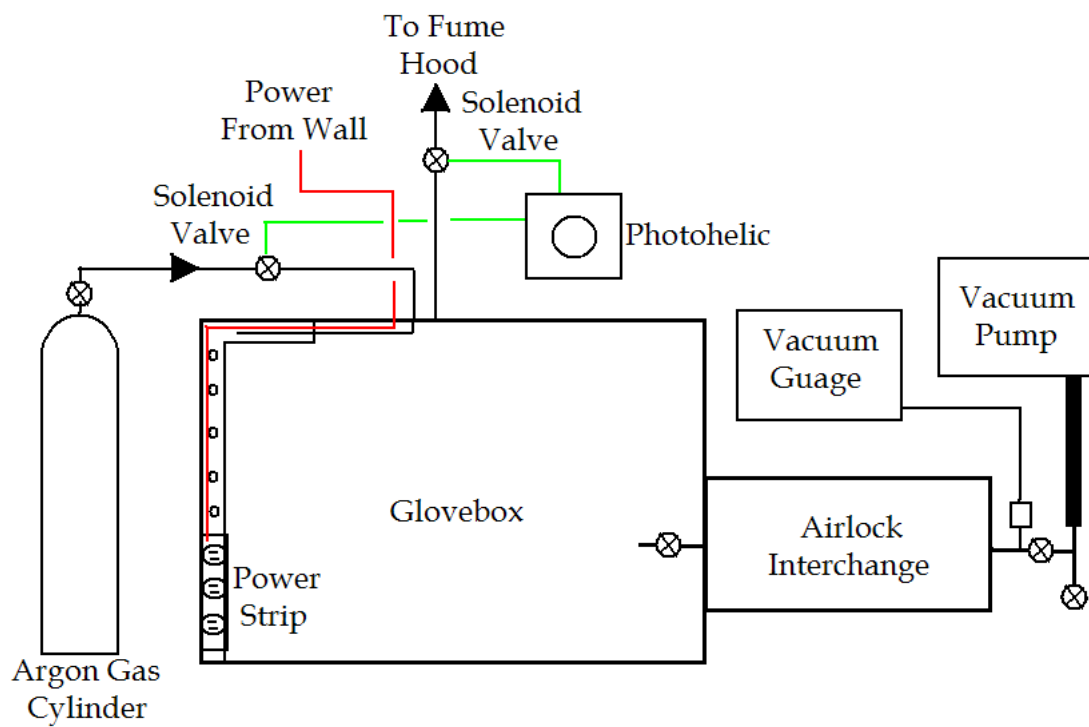 To Fume
Hood
Power
From Wall
Solenoid
Valve
Solenoid
Valve
Photohelic
Vacuum
Pump
Vacuum
Guage
Glovebox
Airlock
Interchange
Power
Strip
Argon Gas
Cylinder